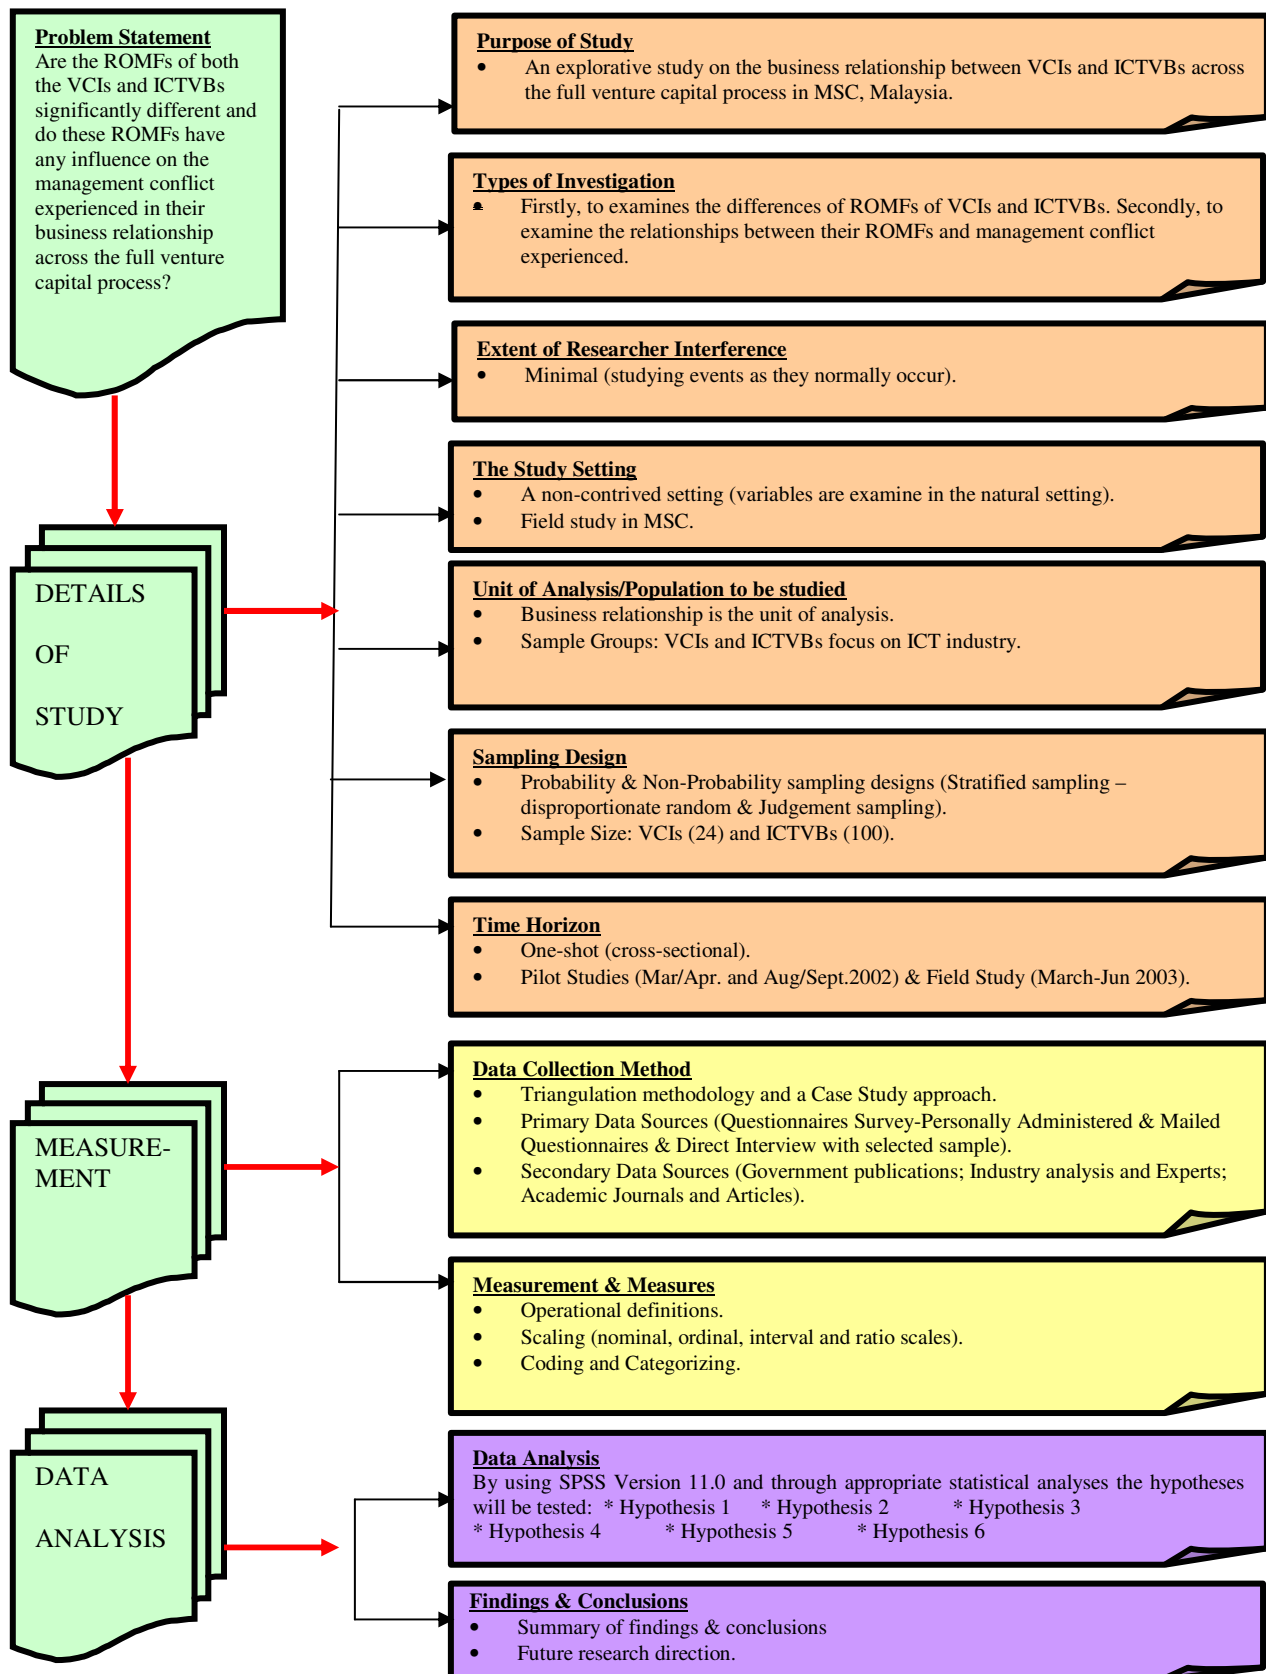 Problem Statement
Are the ROMFs of both
the VCIs and ICTVBs
significantly different and
do these ROMFs have
any influence on the
management conflict
experienced in their
business relationship
across the full venture
capital process?
Purpose of Study
• An explorative study on the business relationship between VCIs and ICTVBs across
the full venture capital process in MSC, Malaysia.
Types of Investigation
• Firstly, to examines the differences of ROMFs of VCIs and ICTVBs. Secondly, to
examine the relationships between their ROMFs and management conflict
experienced.
Extent of Researcher Interference
• Minimal (studying events as they normally occur).
The Study Setting
• A non-contrived setting (variables are examine in the natural setting).
• Field study in MSC.
DETAILS
OF
STUDY
Unit of Analysis/Population to be studied
• Business relationship is the unit of analysis.
• Sample Groups: VCIs and ICTVBs focus on ICT industry.
Sampling Design
• Probability & Non-Probability sampling designs (Stratified sampling –
disproportionate random & Judgement sampling).
• Sample Size: VCIs (24) and ICTVBs (100).
Time Horizon
• One-shot (cross-sectional).
• Pilot Studies (Mar/Apr. and Aug/Sept.2002) & Field Study (March-Jun 2003).
MEASURE-
MENT
Data Collection Method
• Triangulation methodology and a Case Study approach.
• Primary Data Sources (Questionnaires Survey-Personally Administered & Mailed
Questionnaires & Direct Interview with selected sample).
• Secondary Data Sources (Government publications; Industry analysis and Experts;
Academic Journals and Articles).
Measurement & Measures
• Operational definitions.
• Scaling (nominal, ordinal, interval and ratio scales).
• Coding and Categorizing.
DATA
ANALYSIS
Data Analysis
By using SPSS Version 11.0 and through appropriate statistical analyses the hypotheses
will be tested: * Hypothesis 1 * Hypothesis 2 * Hypothesis 3
* Hypothesis 4 * Hypothesis 5 * Hypothesis 6
Findings & Conclusions
• Summary of findings & conclusions
• Future research direction.